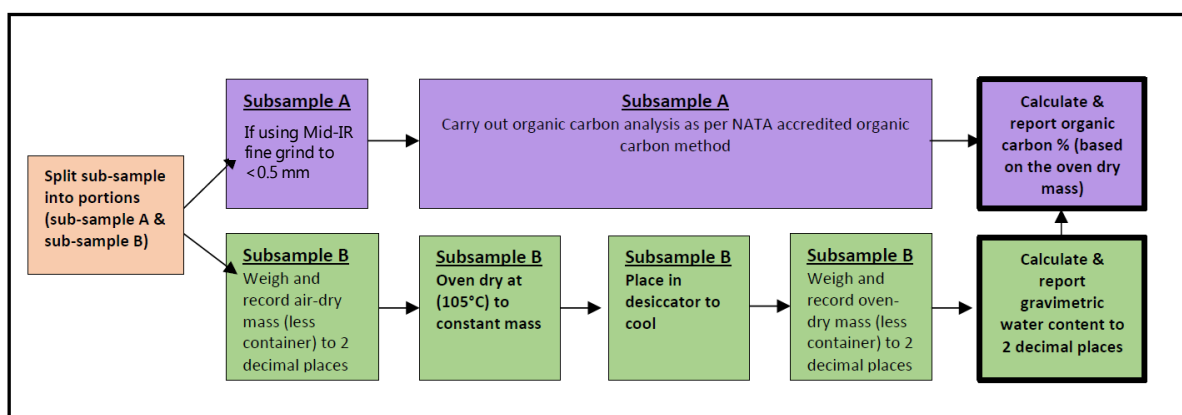 Split sub-sample
into portions
(sub-sample A &
sub-sample B)
Subsample A
If using Mid-IR
fine grind to
<0.5 mm
Subsample A
Carry out organic carbon analysis as per NATA accredited organic
carbon method
Calculate &
report organic
carbon % (based
on the oven dry
mass)
Subsample B
Weigh and
record air-dry
mass (less
container) to 2
decimal places
Subsample B
Oven dry at
(105°C) to
constant mass
Subsample B
Place in
desiccator to
cool
Subsample B
Weigh and
record oven-
dry mass (less
container) to 2
decimal places
Calculate &
report
gravimetric
water content to
2 decimal places